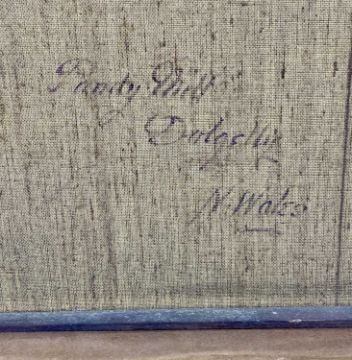 Pandy Mill
Dolgelly
N. Wales